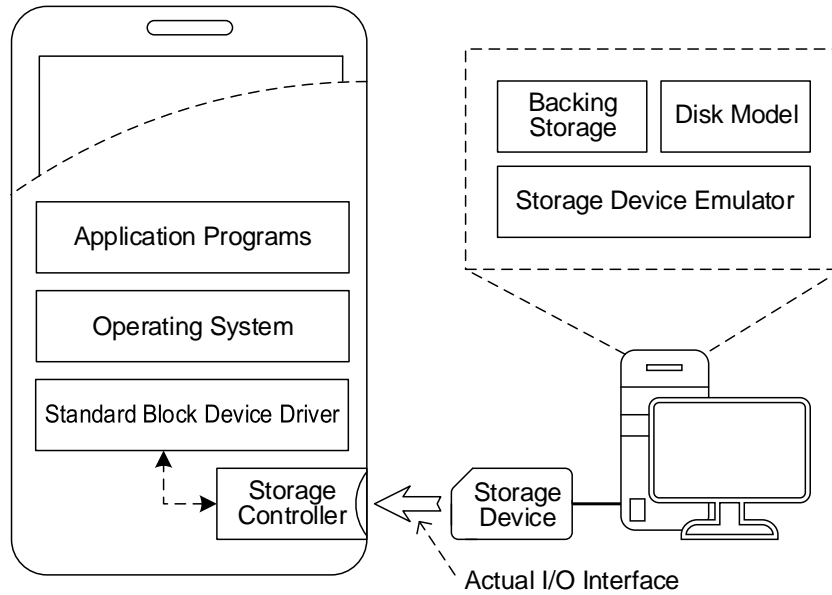 Application Programs
Operating System
Standard Block Device Driver
Storage
Controller
Backing
Storage
Disk Model
Storage Device Emulator
Storage
Device
Actual I/O Interface